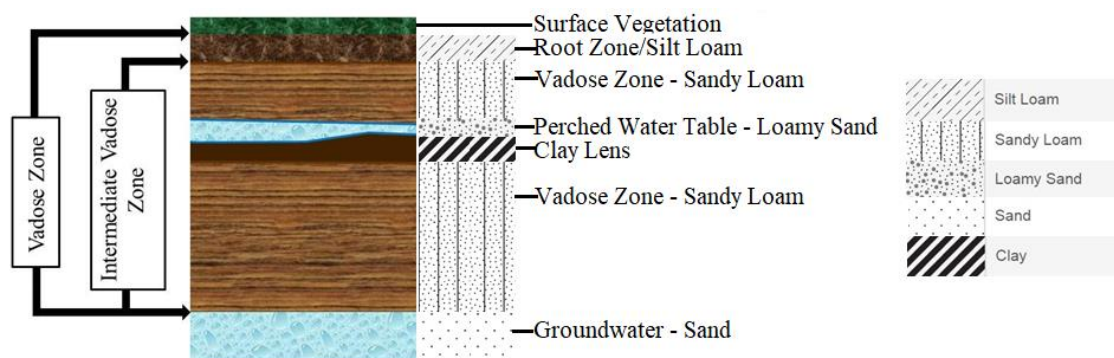 Vadose Zone
Intermediate Vadose
Zone
Surface Vegetation
Root Zone/Silt Loam
Vadose Zone - Sandy Loam
Perched Water Table - Loamy Sand
Clay Lens
Vadose Zone - Sandy Loam
Groundwater - Sand
Silt Loam
Sandy Loam
Loamy Sand
Sand
Clay